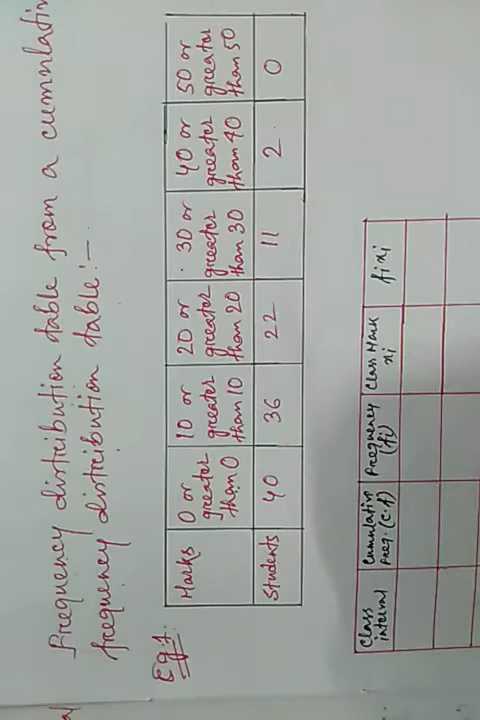 Frequency distribution table from a
frequency distribution table:-
Eg 1.
Marks 0 or greater than 0 10 or greater than 10 20 or greater than 20 30 or greater than 30 40 or greater than 40 50 or greater than 50
Students 40 36 22 11 2 0
Class interval Cumulativ freq. (c.f) Frequency (fi) Class Mark xi fixi